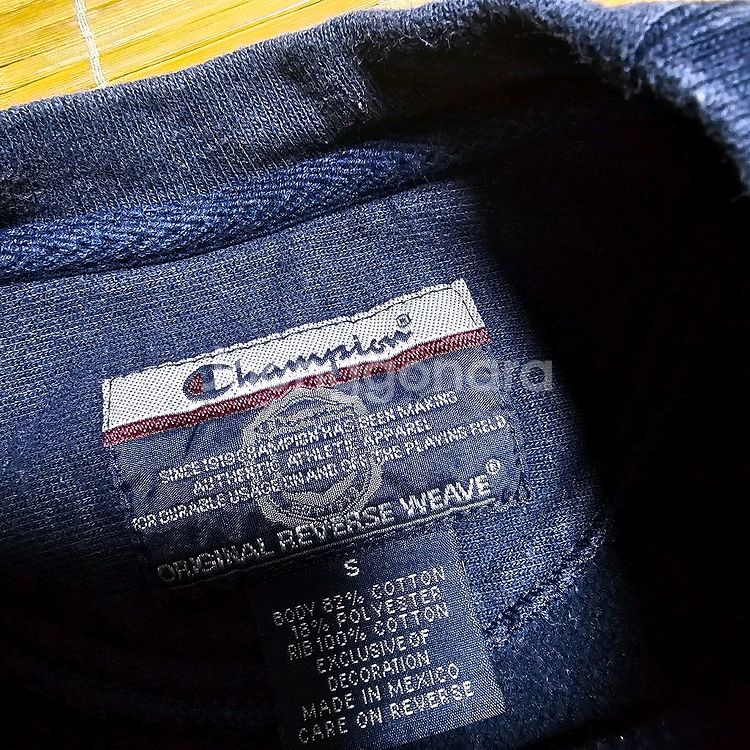 Champion®
SINCE 1919 CHAMPION HAS BEEN MAKING
AUTHENTIC ATHLETIC APPAREL
FOR DURABLE USAGE ON AND OFF THE PLAYING FIELD
ORIGINAL REVERSE WEAVE®
S
BODY 82% COTTON
18% POLYESTER
RIB 100% COTTON
EXCLUSIVE OF
DECORATION
MADE IN MEXICO
CARE ON REVERSE